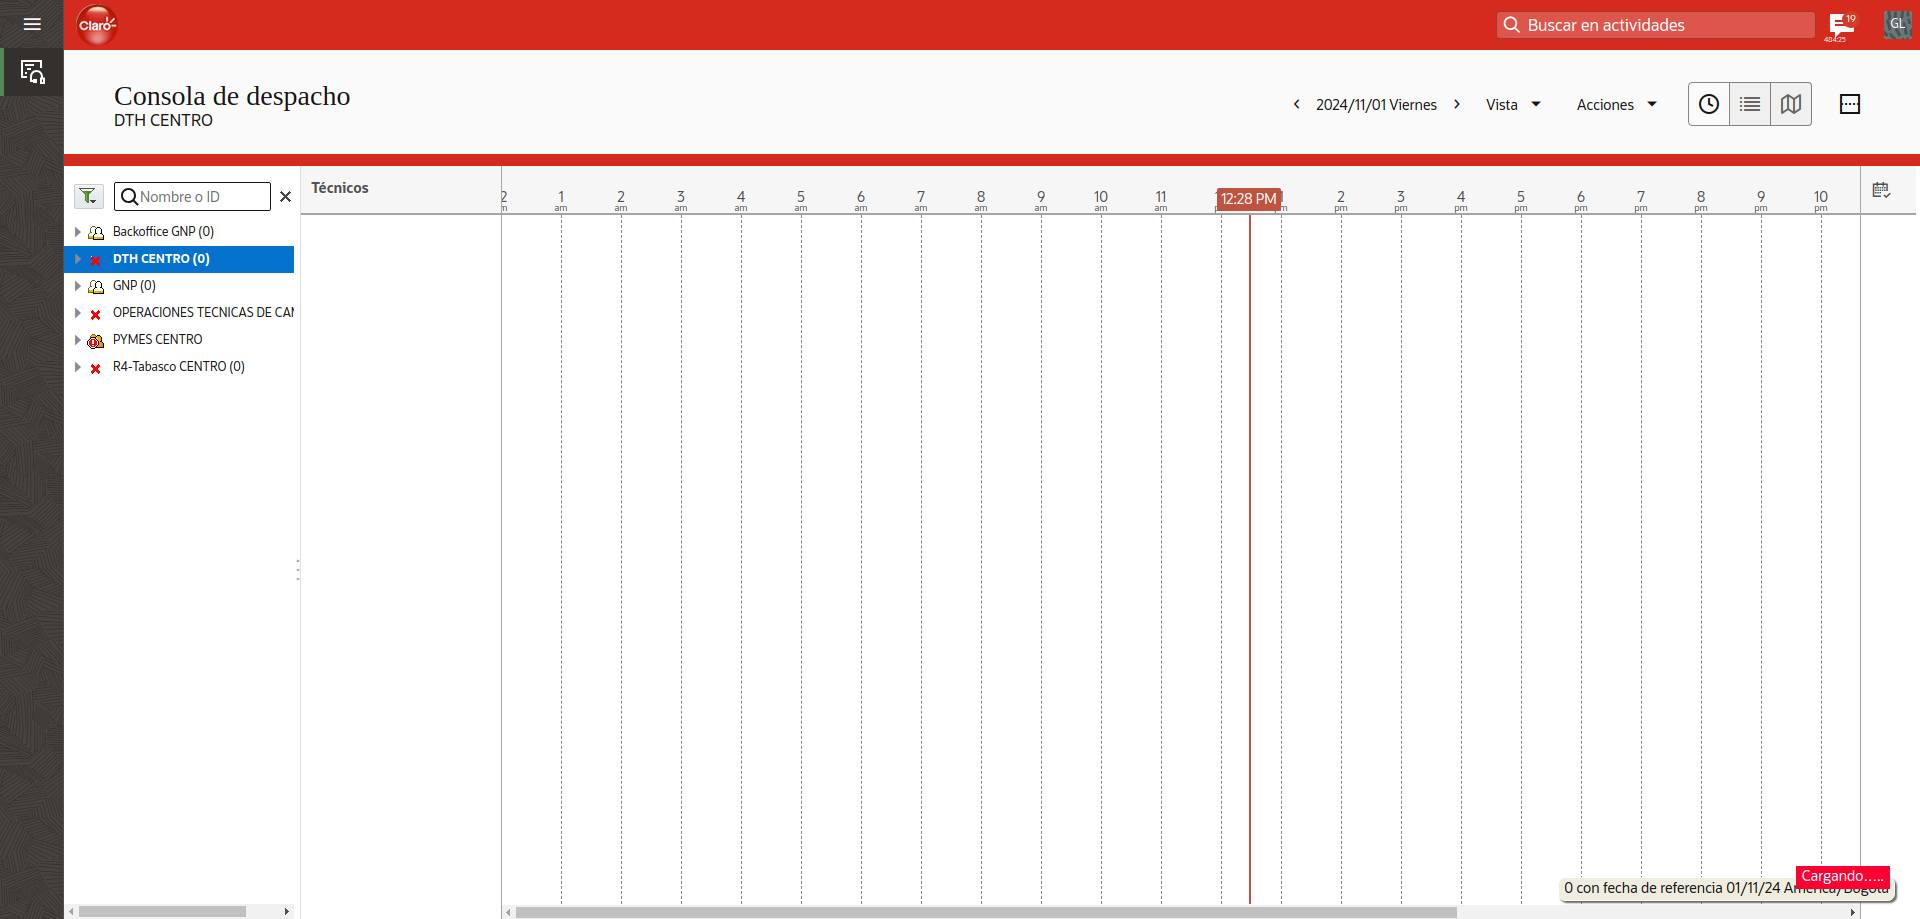 Claro
Buscar en actividades
19
484:25
GL
Consola de despacho
DTH CENTRO
2024/11/01 Viernes
Vista
Acciones
Nombre o ID
Técnicos
1 am
2 am
3 am
4 am
5 am
6 am
7 am
8 am
9 am
10 am
11 am
12:28 PM
2 pm
3 pm
4 pm
5 pm
6 pm
7 pm
8 pm
9 pm
10 pm
Backoffice GNP (0)
DTH CENTRO (0)
GNP (0)
OPERACIONES TECNICAS DE CAM
PYMES CENTRO
R4-Tabasco CENTRO (0)
Cargando.....
0 con fecha de referencia 01/11/24 America/Bogota